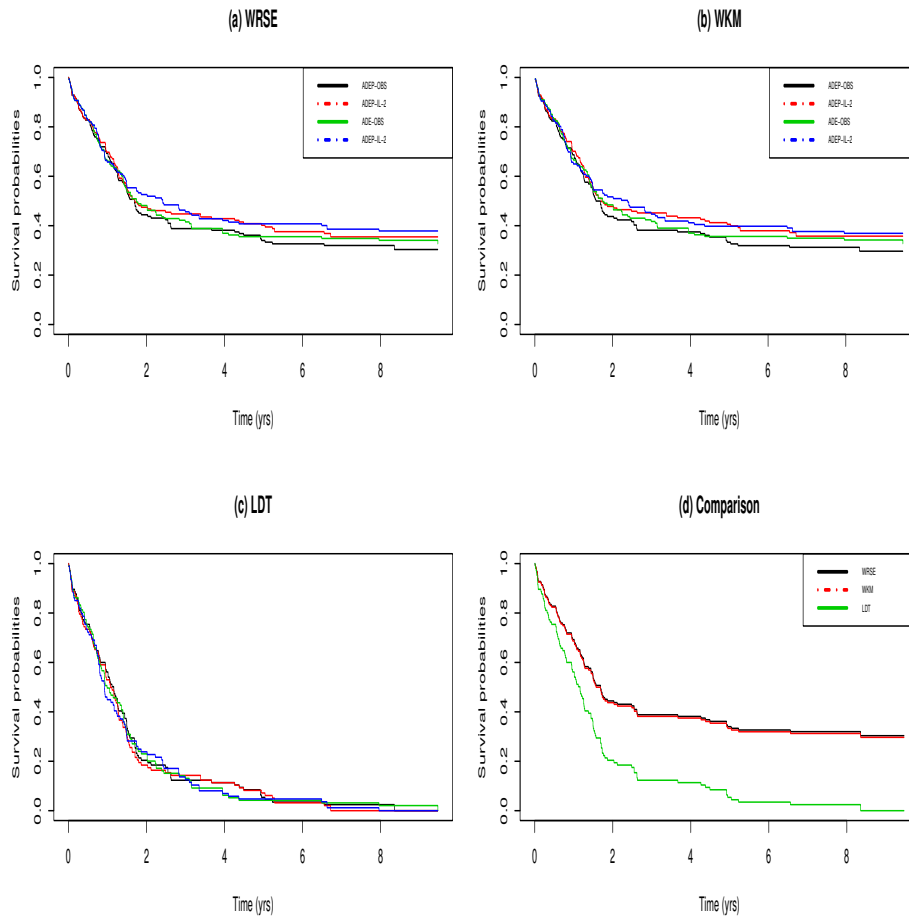 (a) WRSE
Survival probabilities
0.0 0.2 0.4 0.6 0.8 1.0
ADEP-OBS
ADEP-IL-2
ADE-OBS
ADEP-IL-2
0 2 4 6 8
Time (yrs)
(b) WKM
Survival probabilities
0.0 0.2 0.4 0.6 0.8 1.0
ADEP-OBS
ADEP-IL-2
ADE-OBS
ADEP-IL-2
0 2 4 6 8
Time (yrs)
(c) LDT
Survival probabilities
0.0 0.2 0.4 0.6 0.8 1.0
0 2 4 6 8
Time (yrs)
(d) Comparison
Survival probabilities
0.0 0.2 0.4 0.6 0.8 1.0
WRSE
WKM
LDT
0 2 4 6 8
Time (yrs)